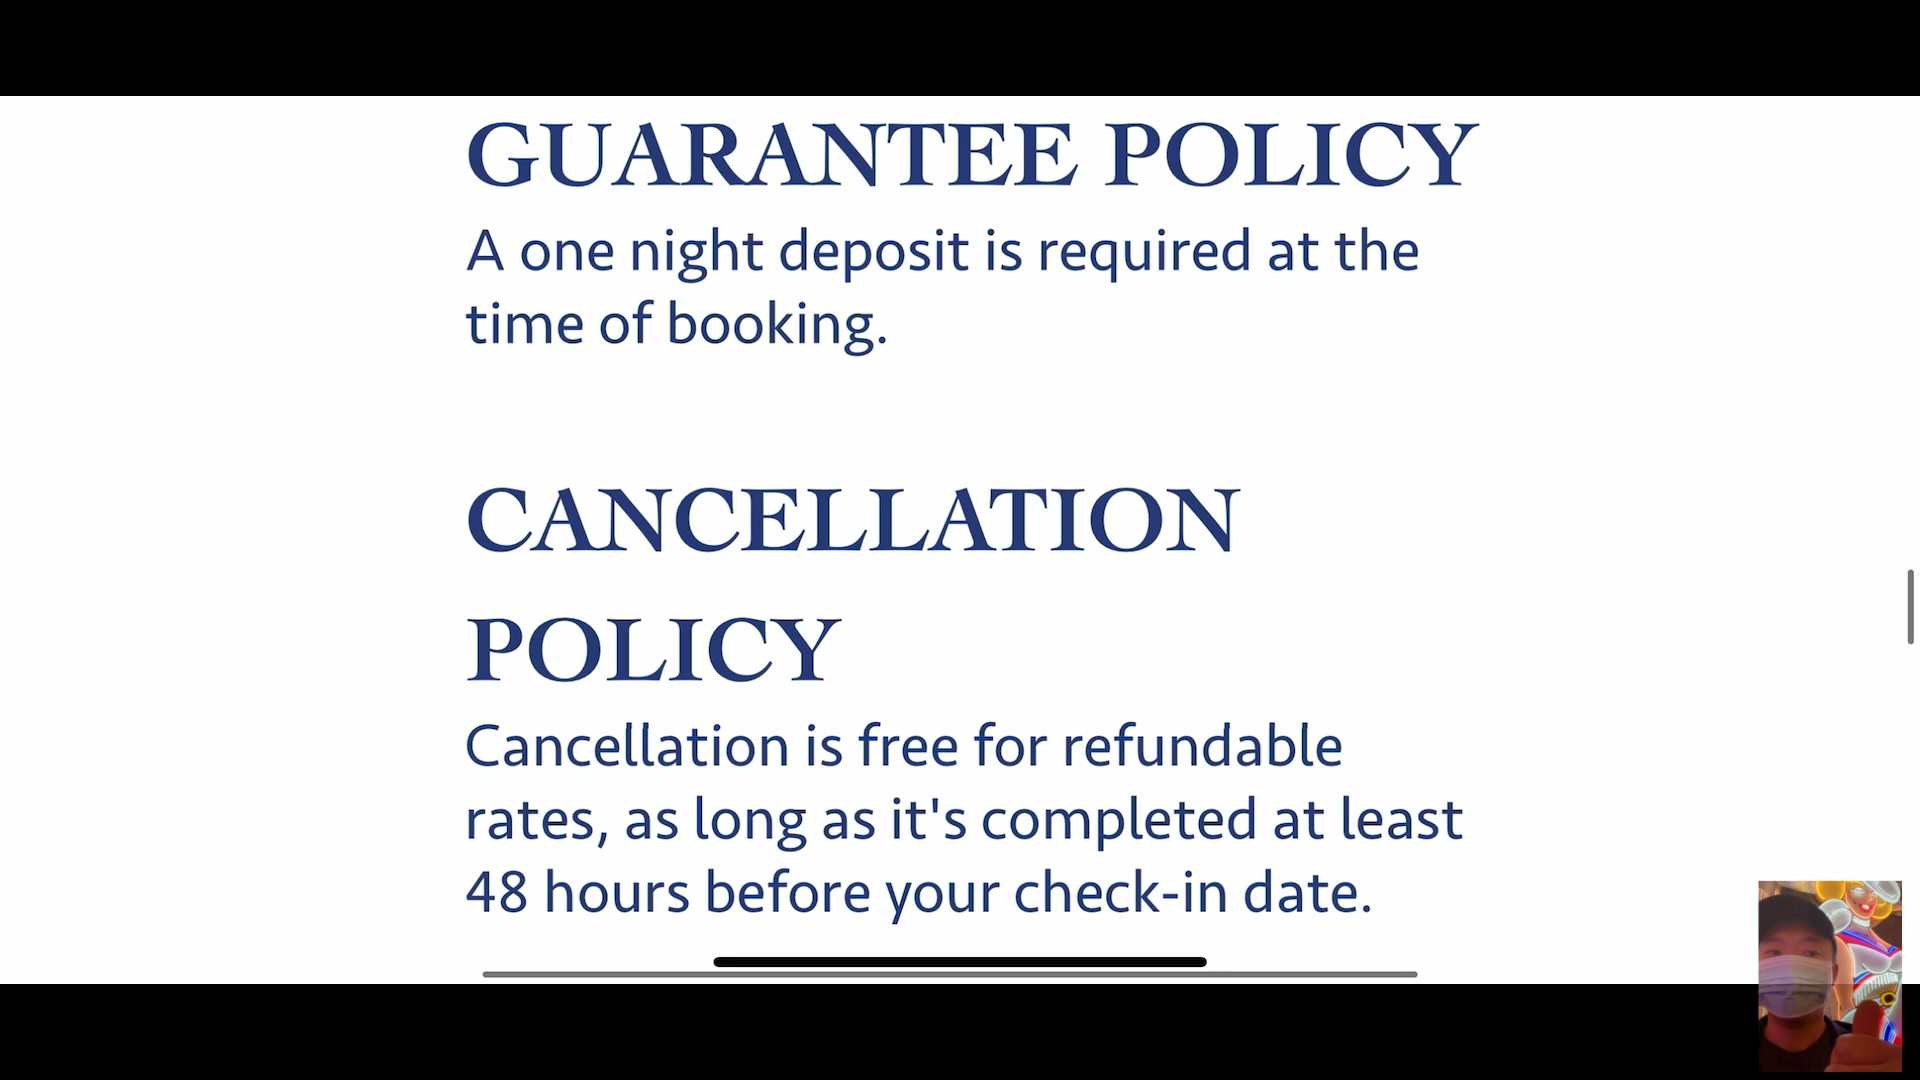 GUARANTEE POLICY
A one night deposit is required at the
time of booking.
CANCELLATION
POLICY
Cancellation is free for refundable
rates, as long as it's completed at least
48 hours before your check-in date.